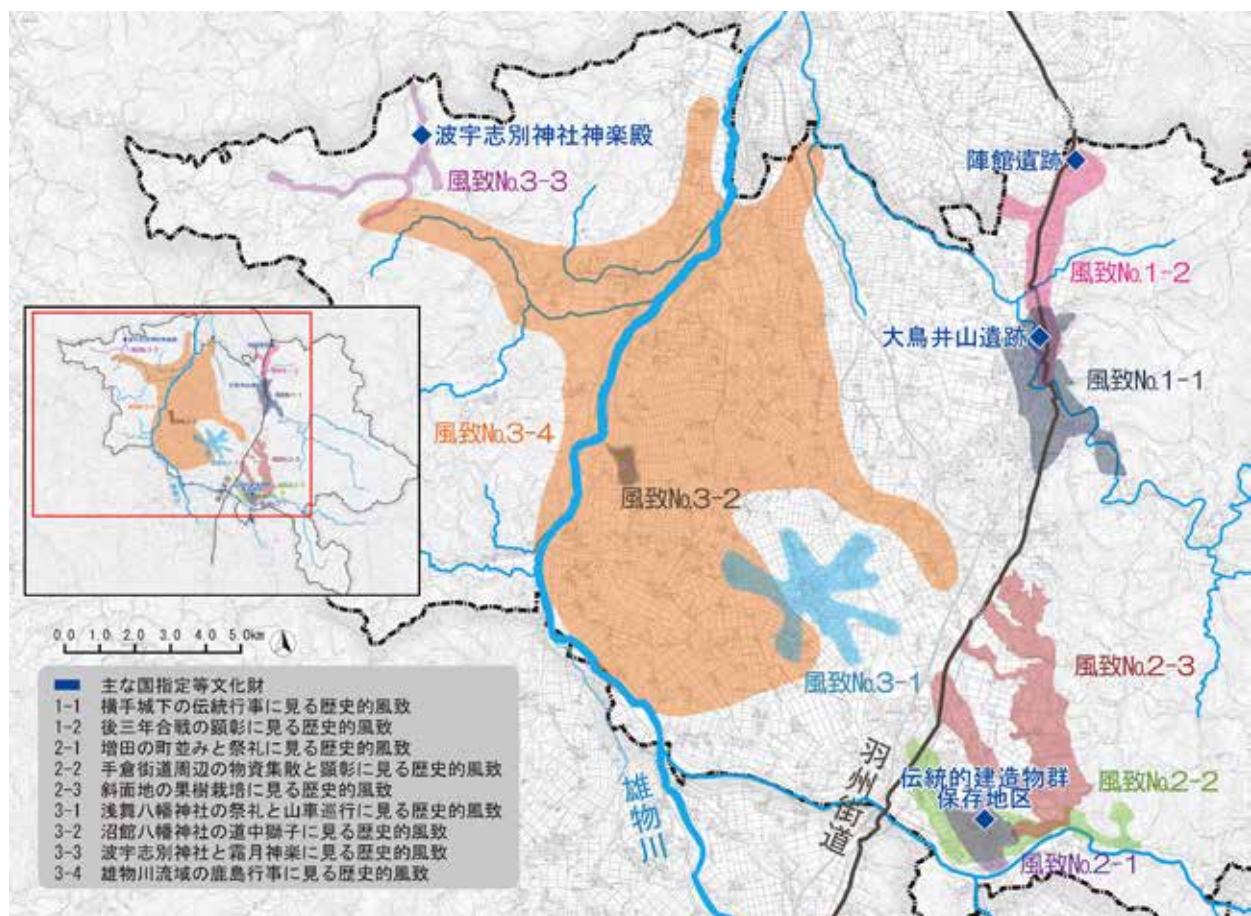 波宇志別神社神楽殿
風致No.3-3
陣館遺跡
風致No.1-2
大鳥井山遺跡
風致No.1-1
風致No.3-4
風致No.3-2
風致No.3-1
風致No.2-3
羽州街道
雄物川
伝統的建造物群
保存地区
風致No.2-2
風致No.2-1
0.0 1.0 2.0 3.0 4.0 5.0km
主な国指定等文化財
1-1 横手城下の伝統行事に見る歴史的風致
1-2 後三年合戦の顕彰に見る歴史的風致
2-1 増田の町並みと祭礼に見る歴史的風致
2-2 手倉街道周辺の物資集散と顕彰に見る歴史的風致
2-3 斜面地の果樹栽培に見る歴史的風致
3-1 浅舞八幡神社の祭礼と山車巡行に見る歴史的風致
3-2 沼館八幡神社の道中獅子に見る歴史的風致
3-3 波宇志別神社と霜月神楽に見る歴史的風致
3-4 雄物川流域の鹿島行事に見る歴史的風致